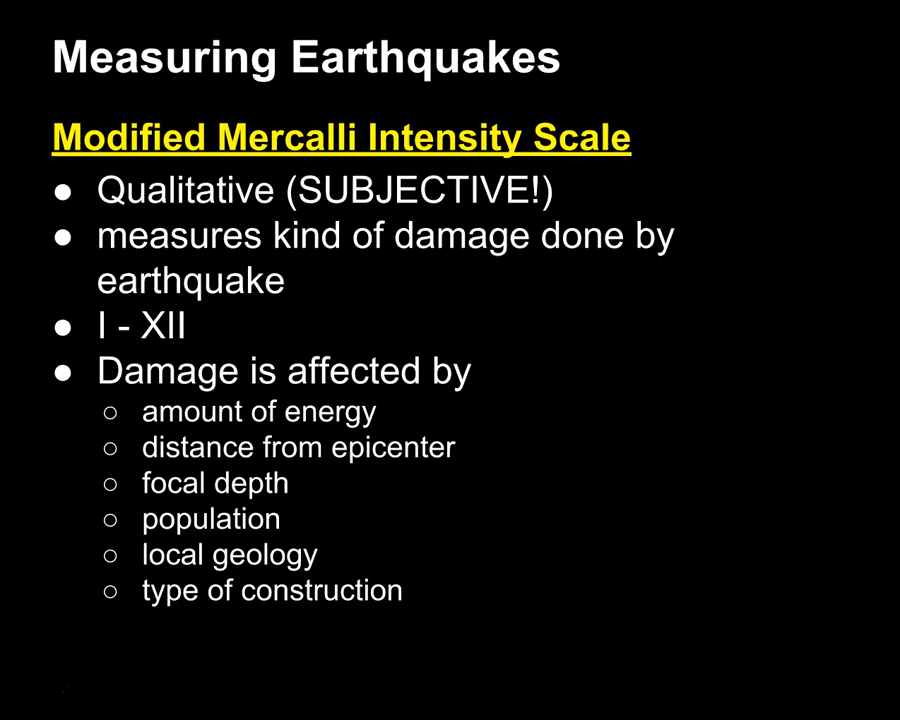 Measuring Earthquakes
Modified Mercalli Intensity Scale
● Qualitative (SUBJECTIVE!)
● measures kind of damage done by
earthquake
● I - XII
● Damage is affected by
○ amount of energy
○ distance from epicenter
○ focal depth
○ population
○ local geology
○ type of construction